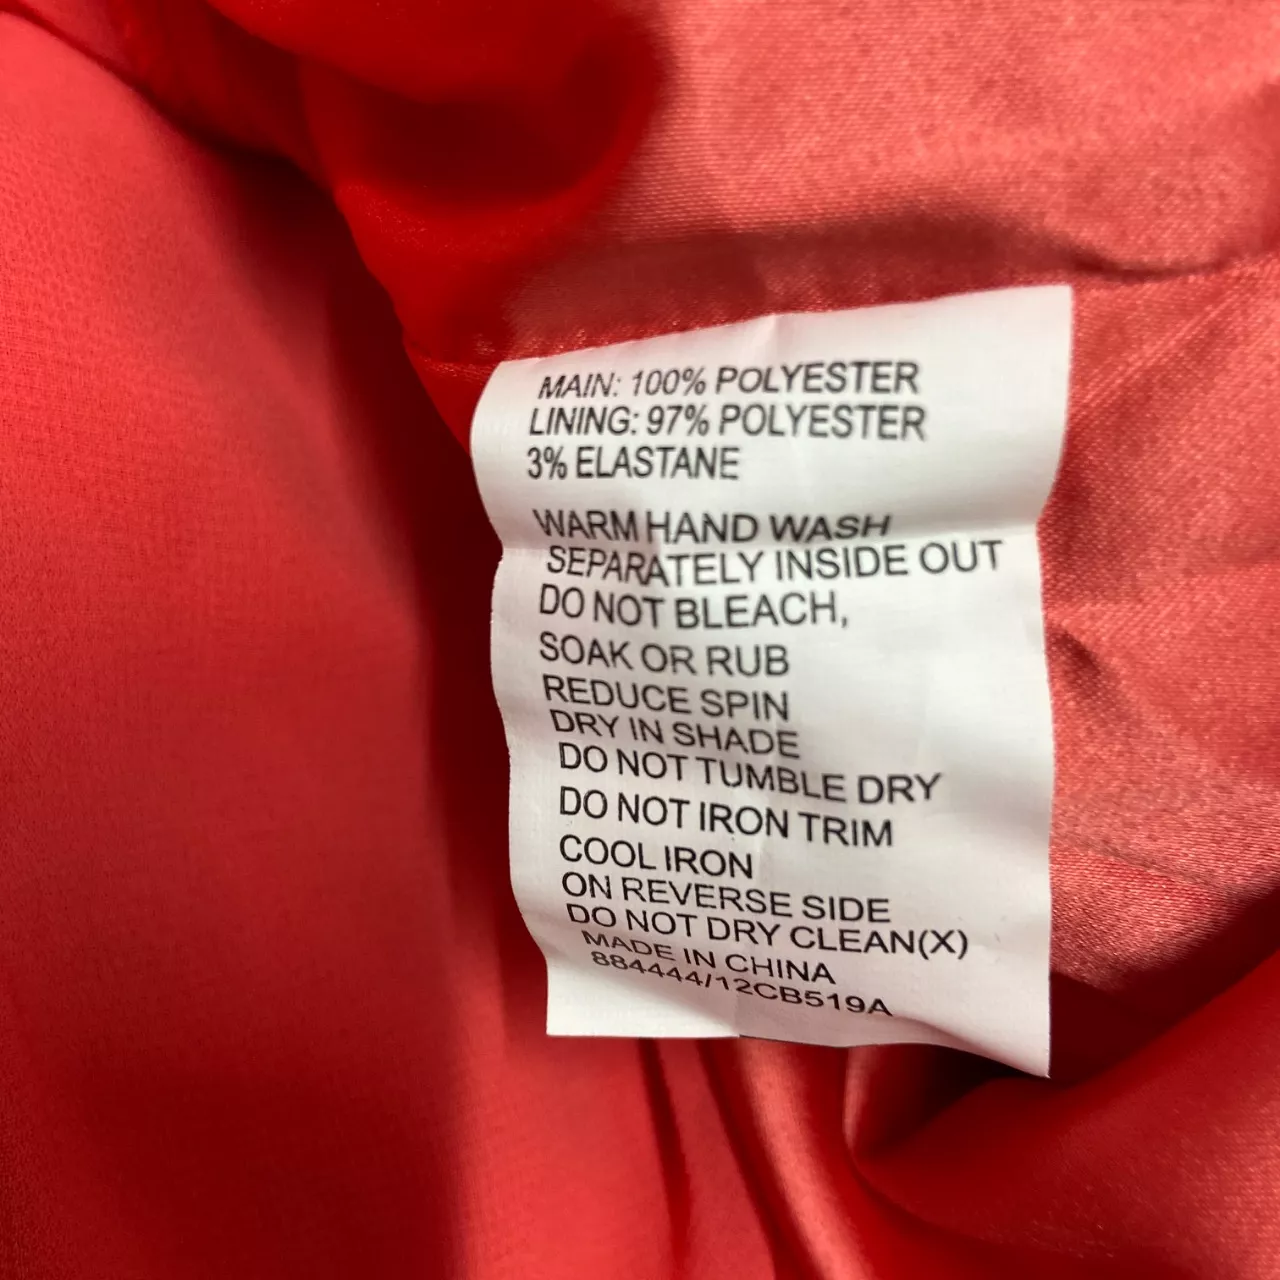 MAIN: 100% POLYESTER
LINING: 97% POLYESTER
3% ELASTANE
WARM HAND WASH
SEPARATELY INSIDE OUT
DO NOT BLEACH,
SOAK OR RUB
REDUCE SPIN
DRY IN SHADE
DO NOT TUMBLE DRY
DO NOT IRON TRIM
COOL IRON
ON REVERSE SIDE
DO NOT DRY CLEAN(X)
MADE IN CHINA
884444/12CB519A